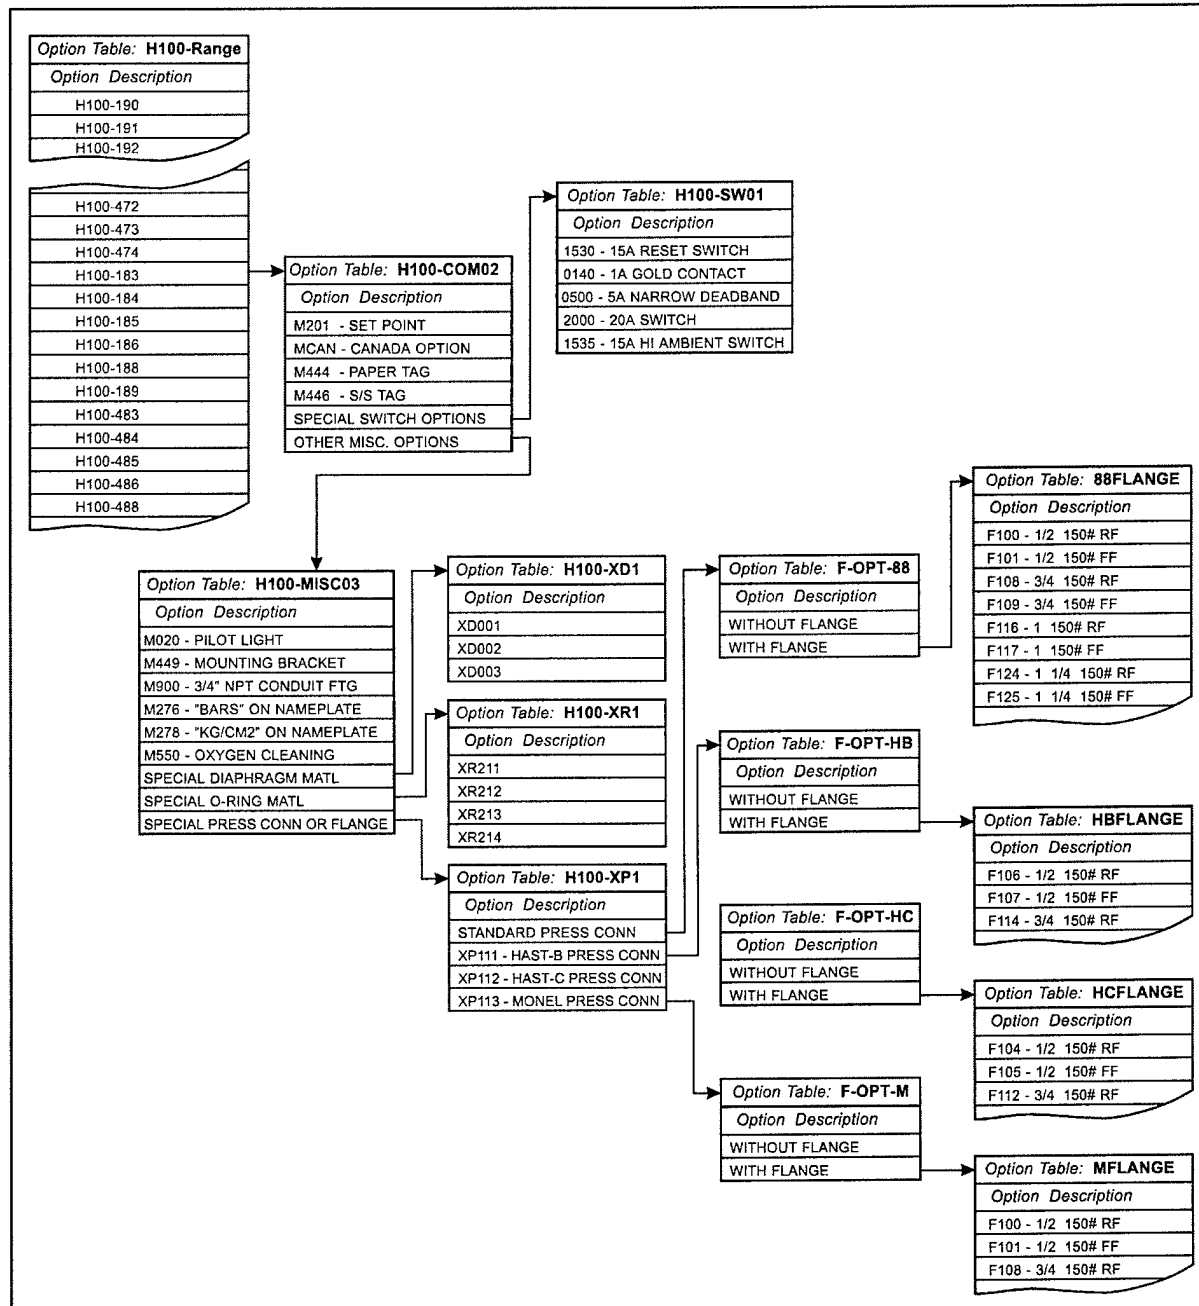 Option Table: H100-Range
Option Description
H100-190
H100-191
H100-192
H100-472
H100-473
H100-474
H100-183
H100-184
H100-185
H100-186
H100-188
H100-189
H100-483
H100-484
H100-485
H100-486
H100-488
Option Table: H100-COM02
Option Description
M201 - SET POINT
MCAN - CANADA OPTION
M444 - PAPER TAG
M446 - S/S TAG
SPECIAL SWITCH OPTIONS
OTHER MISC. OPTIONS
Option Table: H100-SW01
Option Description
1530 - 15A RESET SWITCH
0140 - 1A GOLD CONTACT
0500 - 5A NARROW DEADBAND
2000 - 20A SWITCH
1535 - 15A HI AMBIENT SWITCH
Option Table: H100-MISC03
Option Description
M020 - PILOT LIGHT
M449 - MOUNTING BRACKET
M900 - 3/4" NPT CONDUIT FTG
M276 - "BARS" ON NAMEPLATE
M278 - "KG/CM2" ON NAMEPLATE
M550 - OXYGEN CLEANING
SPECIAL DIAPHRAGM MATL
SPECIAL O-RING MATL
SPECIAL PRESS CONN OR FLANGE
Option Table: H100-XD1
Option Description
XD001
XD002
XD003
Option Table: H100-XR1
Option Description
XR211
XR212
XR213
XR214
Option Table: H100-XP1
Option Description
STANDARD PRESS CONN
XP111 - HAST-B PRESS CONN
XP112 - HAST-C PRESS CONN
XP113 - MONEL PRESS CONN
Option Table: F-OPT-88
Option Description
WITHOUT FLANGE
WITH FLANGE
Option Table: F-OPT-HB
Option Description
WITHOUT FLANGE
WITH FLANGE
Option Table: F-OPT-HC
Option Description
WITHOUT FLANGE
WITH FLANGE
Option Table: F-OPT-M
Option Description
WITHOUT FLANGE
WITH FLANGE
Option Table: 88FLANGE
Option Description
F100 - 1/2 150# RF
F101 - 1/2 150# FF
F108 - 3/4 150# RF
F109 - 3/4 150# FF
F116 - 1 150# RF
F117 - 1 150# FF
F124 - 1 1/4 150# RF
F125 - 1 1/4 150# FF
Option Table: HBFLANGE
Option Description
F106 - 1/2 150# RF
F107 - 1/2 150# FF
F114 - 3/4 150# RF
Option Table: HCFLANGE
Option Description
F104 - 1/2 150# RF
F105 - 1/2 150# FF
F112 - 3/4 150# RF
Option Table: MFLANGE
Option Description
F100 - 1/2 150# RF
F101 - 1/2 150# FF
F108 - 3/4 150# RF